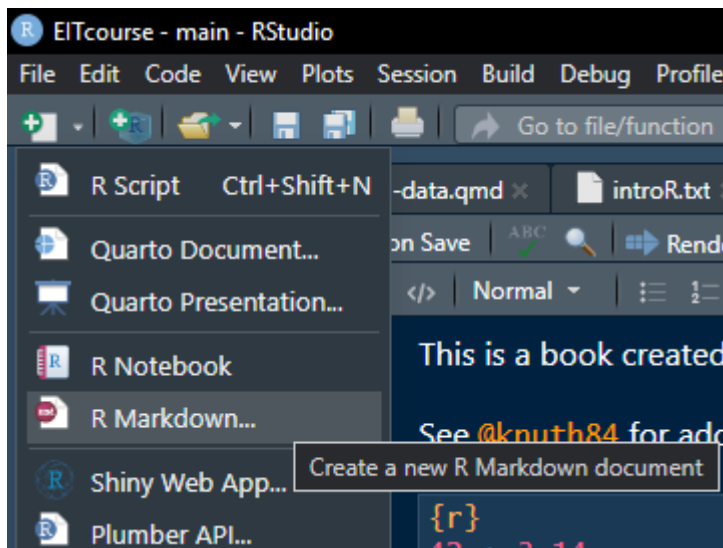 EITcourse - main - RStudio
File Edit Code View Plots Session Build Debug Profile
Go to file/function
R Script Ctrl+Shift+N
-data.qmd
introR.txt
Quarto Document...
on Save
ABC
Rende
Quarto Presentation...
Normal
R Notebook
This is a book created
R Markdown...
See @knuth84 for add
Create a new R Markdown document
Shiny Web App...
{r}
Plumber API...